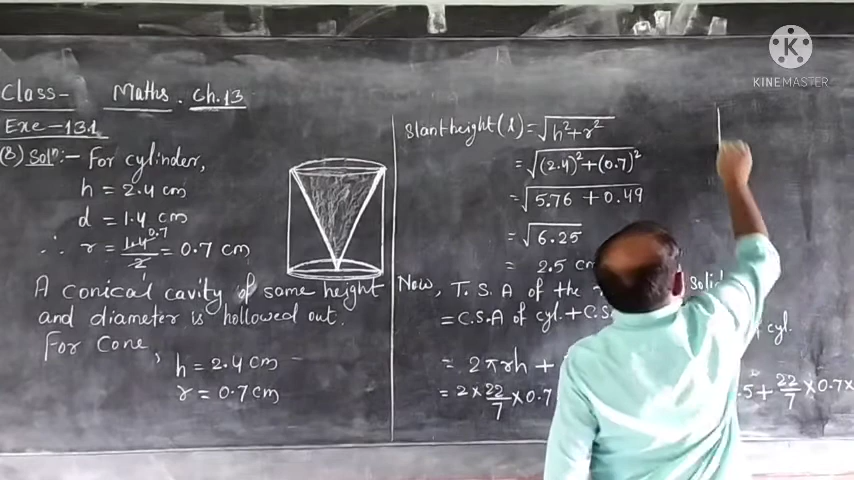 Class- Maths. Ch.13
Exe-13.1
(8) Solⁿ:- For cylinder,
h = 2.4 cm
d = 1.4 cm
∴ r = 1.4/2 = 0.7 cm
0.7
1
A conical cavity of same height
and diameter is hollowed out.
For Cone,
h = 2.4 cm
r = 0.7 cm
Slant height (l) = √h²+r²
= √(2.4)²+(0.7)²
= √5.76 + 0.49
= √6.25
= 2.5 cm
Now, T.S.A of the solid
= C.S.A of cyl. + C.S. cyl.
= 2πrh +
= 2 × 22/7 × 0.7 .5 + 22/7 × 0.7 ×
K
KINEMASTER